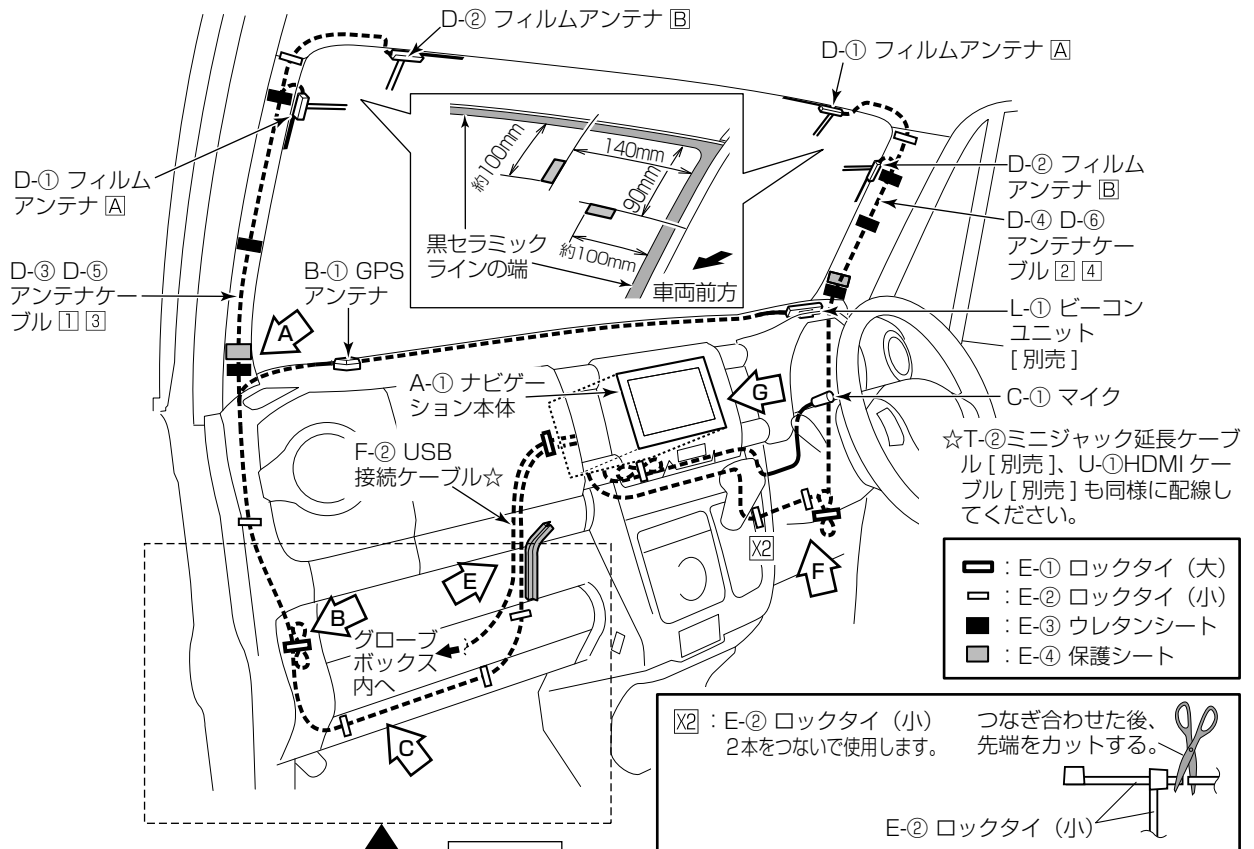 D-② フィルムアンテナ B
D-① フィルムアンテナ A
約100mm
140mm
90mm
約100mm
黒セラミック
ラインの端
車両前方
D-① フィルム
アンテナ A
D-② フィルム
アンテナ B
D-④ D-⑥
アンテナケー
ブル 2 4
D-③ D-⑤
アンテナケー
ブル 1 3
B-① GPS
アンテナ
A
L-① ビーコン
ユニット
[ 別売 ]
A-① ナビゲー
ション本体
G
C-① マイク
F-② USB
接続ケーブル☆
☆T-②ミニジャック延長ケーブ
ル [ 別売 ]、U-①HDMI ケー
ブル [ 別売 ] も同様に配線し
てください。
X2
E
F
B
グローブ
ボックス
内へ
C
：E-① ロックタイ（大）
：E-② ロックタイ（小）
：E-③ ウレタンシート
：E-④ 保護シート
X2：E-② ロックタイ（小）
2本をつないで使用します。
つなぎ合わせた後、
先端をカットする。
E-② ロックタイ（小）